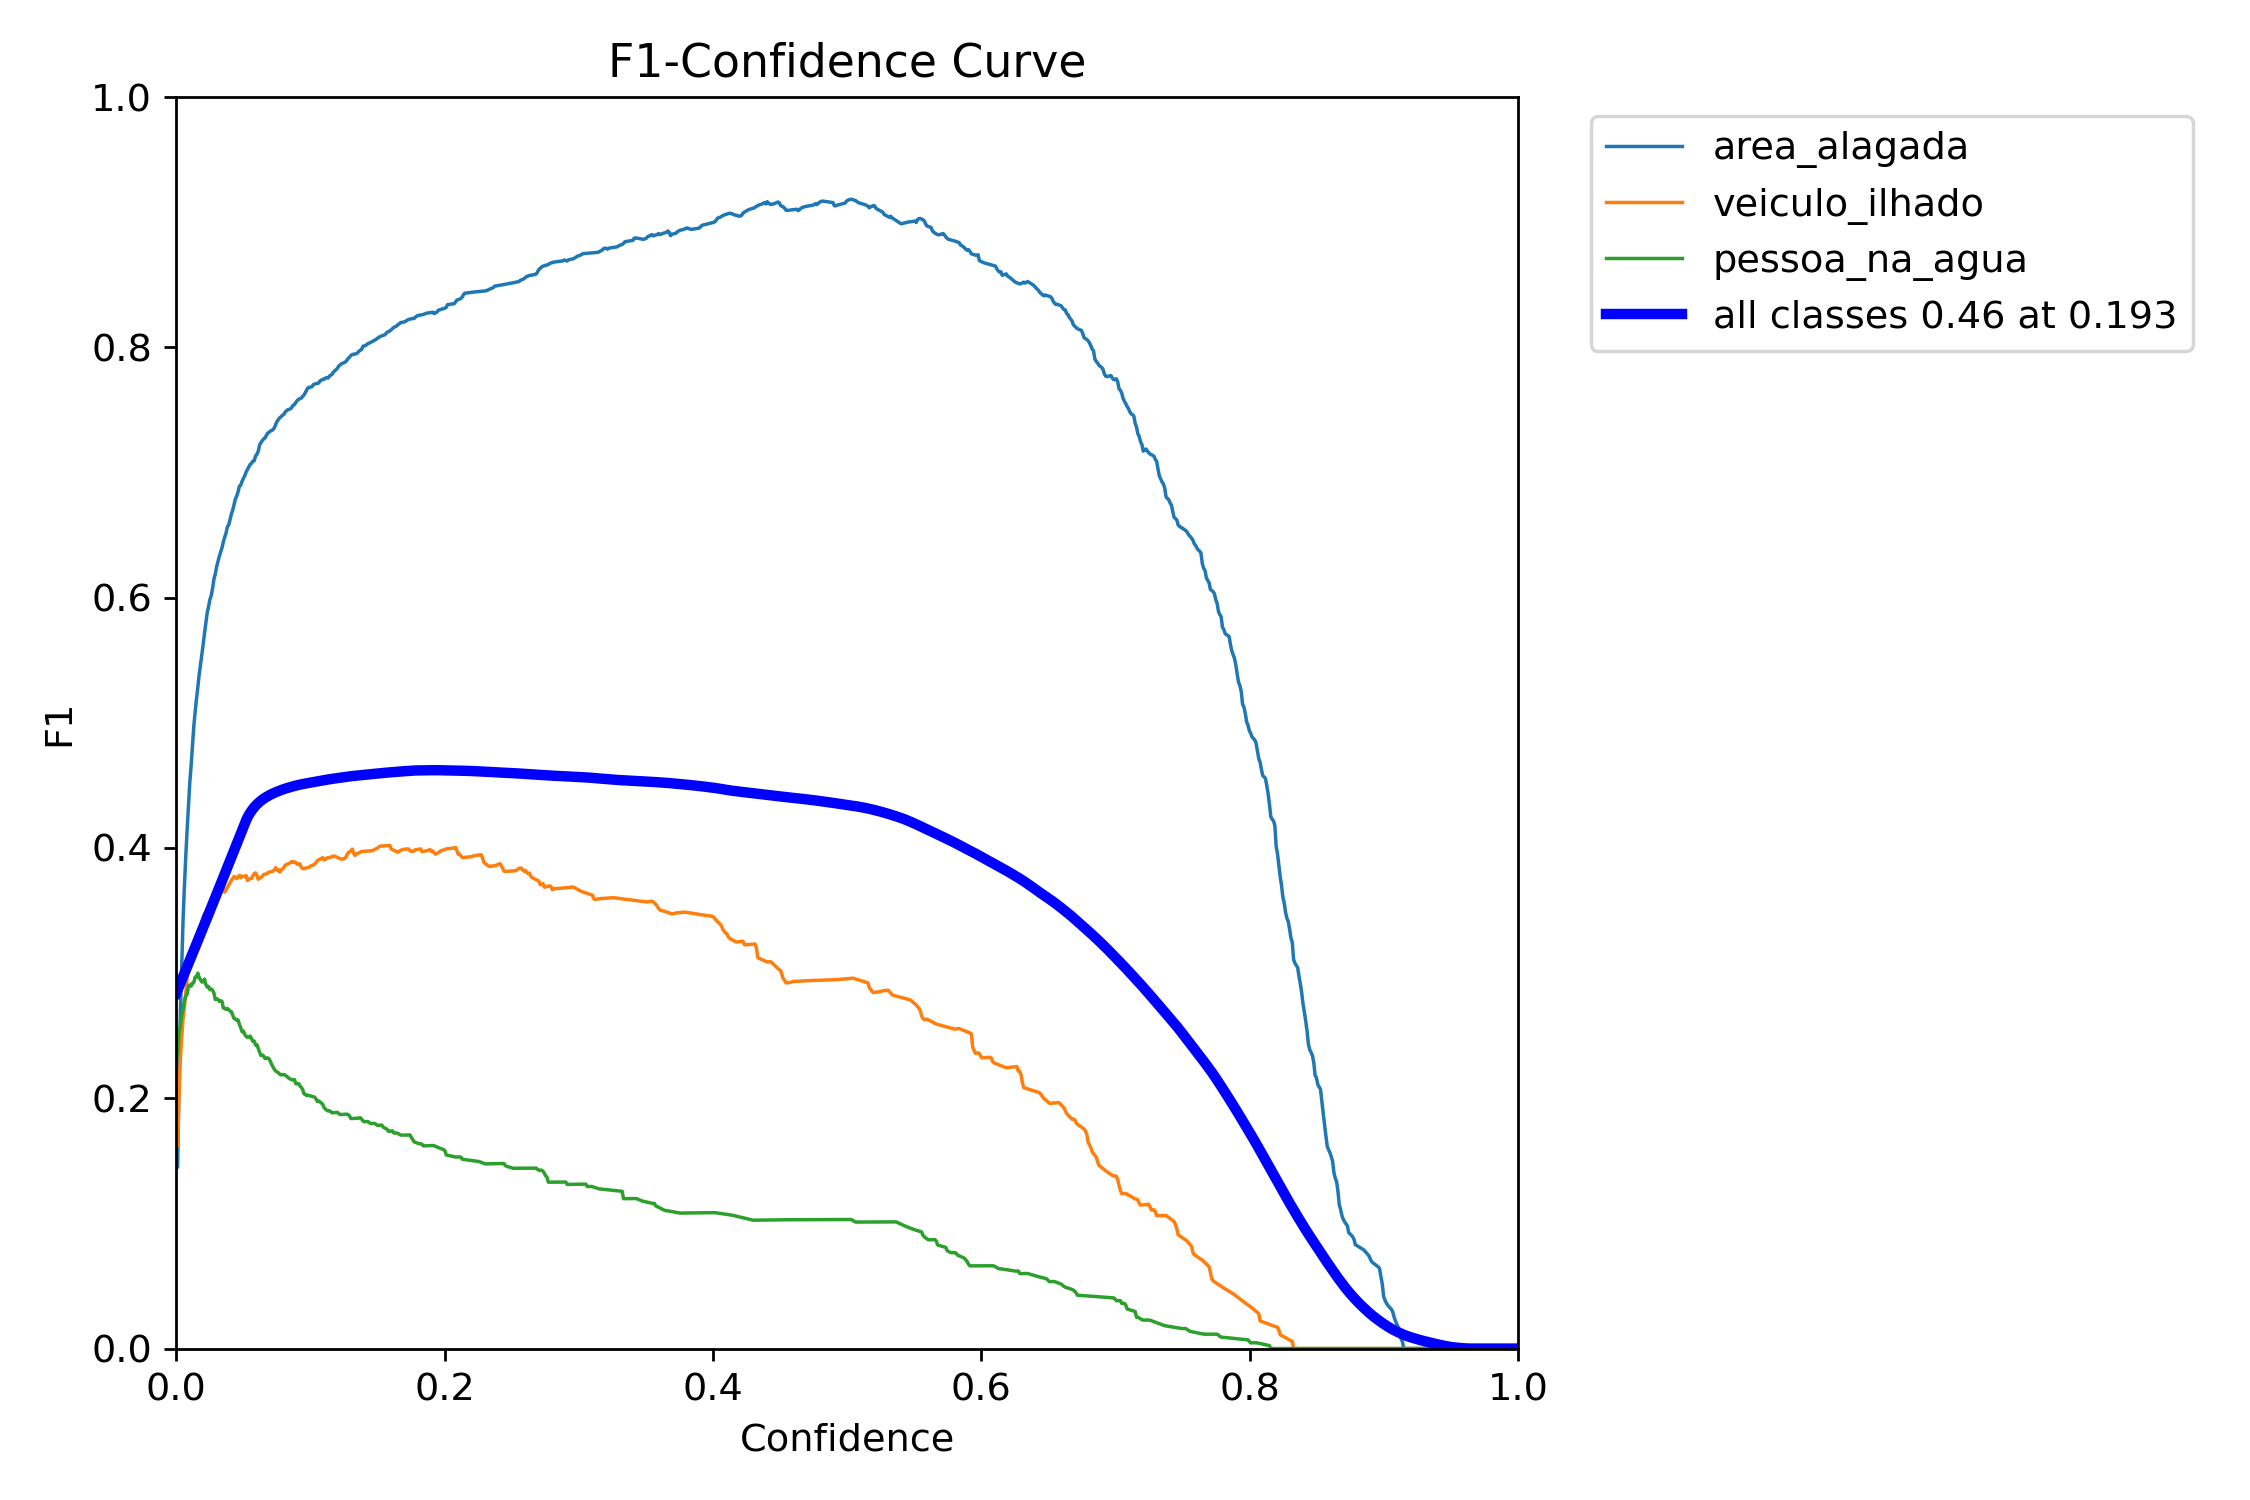 F1-Confidence Curve
1.0
0.8
0.6
0.4
0.2
0.0
F1
0.0 0.2 0.4 0.6 0.8 1.0
Confidence
area_alagada
veiculo_ilhado
pessoa_na_agua
all classes 0.46 at 0.193